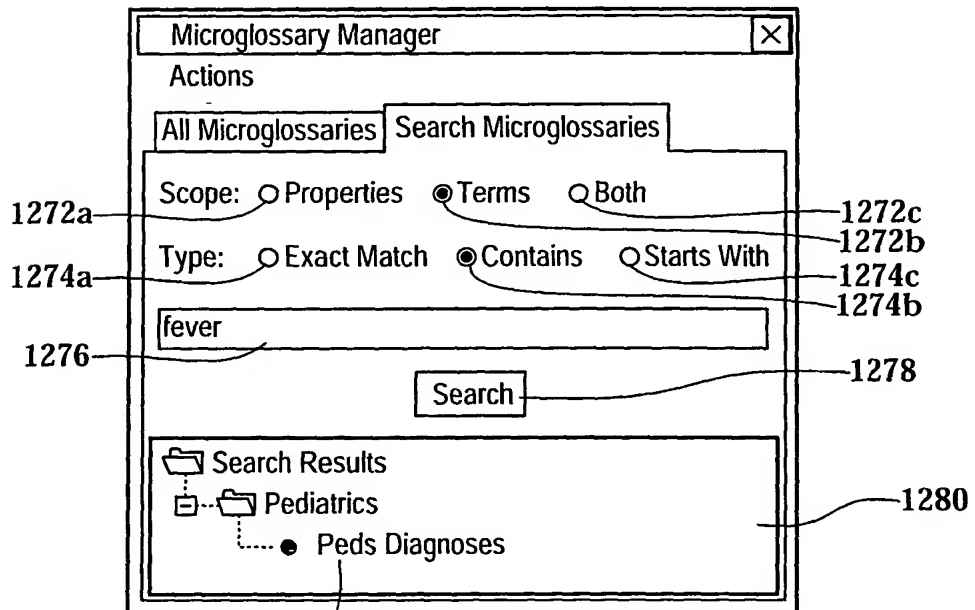 Microglossary Manager
Actions
All Microglossaries Search Microglossaries
Scope: Properties Terms Both
1272a
1272c
1272b
Type: Exact Match Contains Starts With
1274a
1274c
1274b
fever
1276
1278
Search
Search Results
Pediatrics
1280
Peds Diagnoses